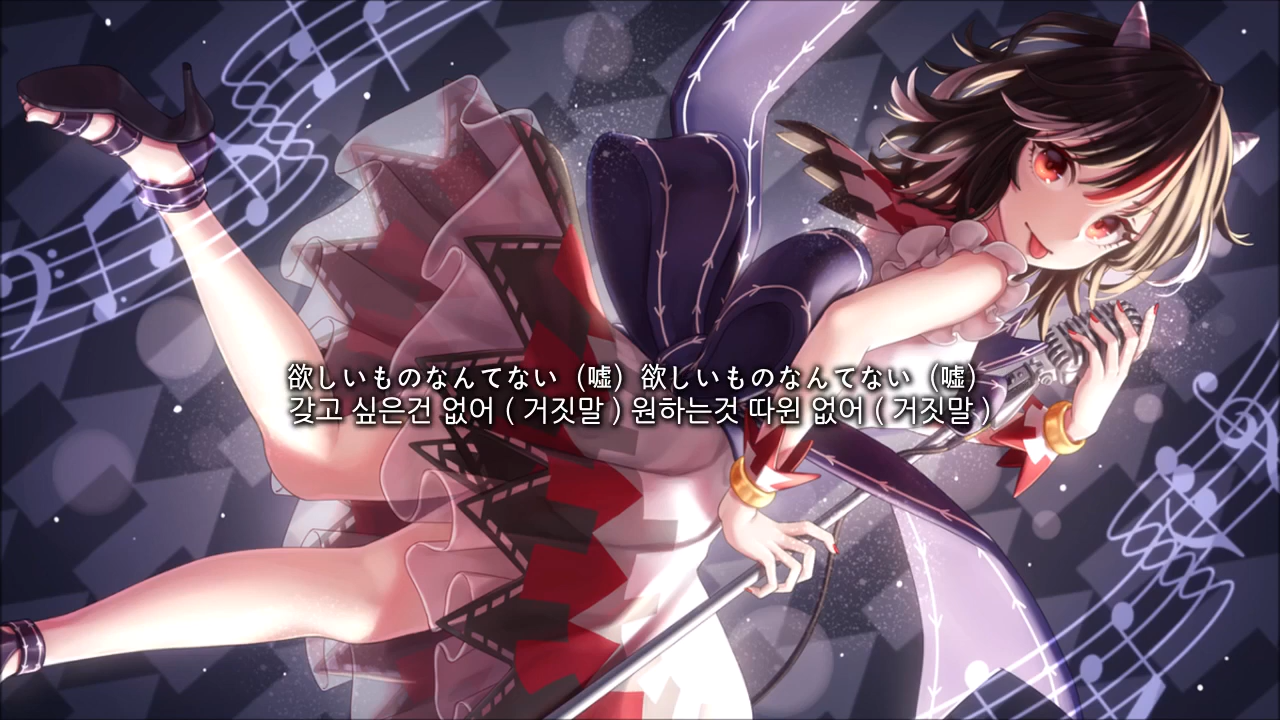 欲しいものなんてない（嘘）欲しいものなんてない（嘘）
갖고 싶은건 없어 ( 거짓말 ) 원하는것 따윈 없어 ( 거짓말 )